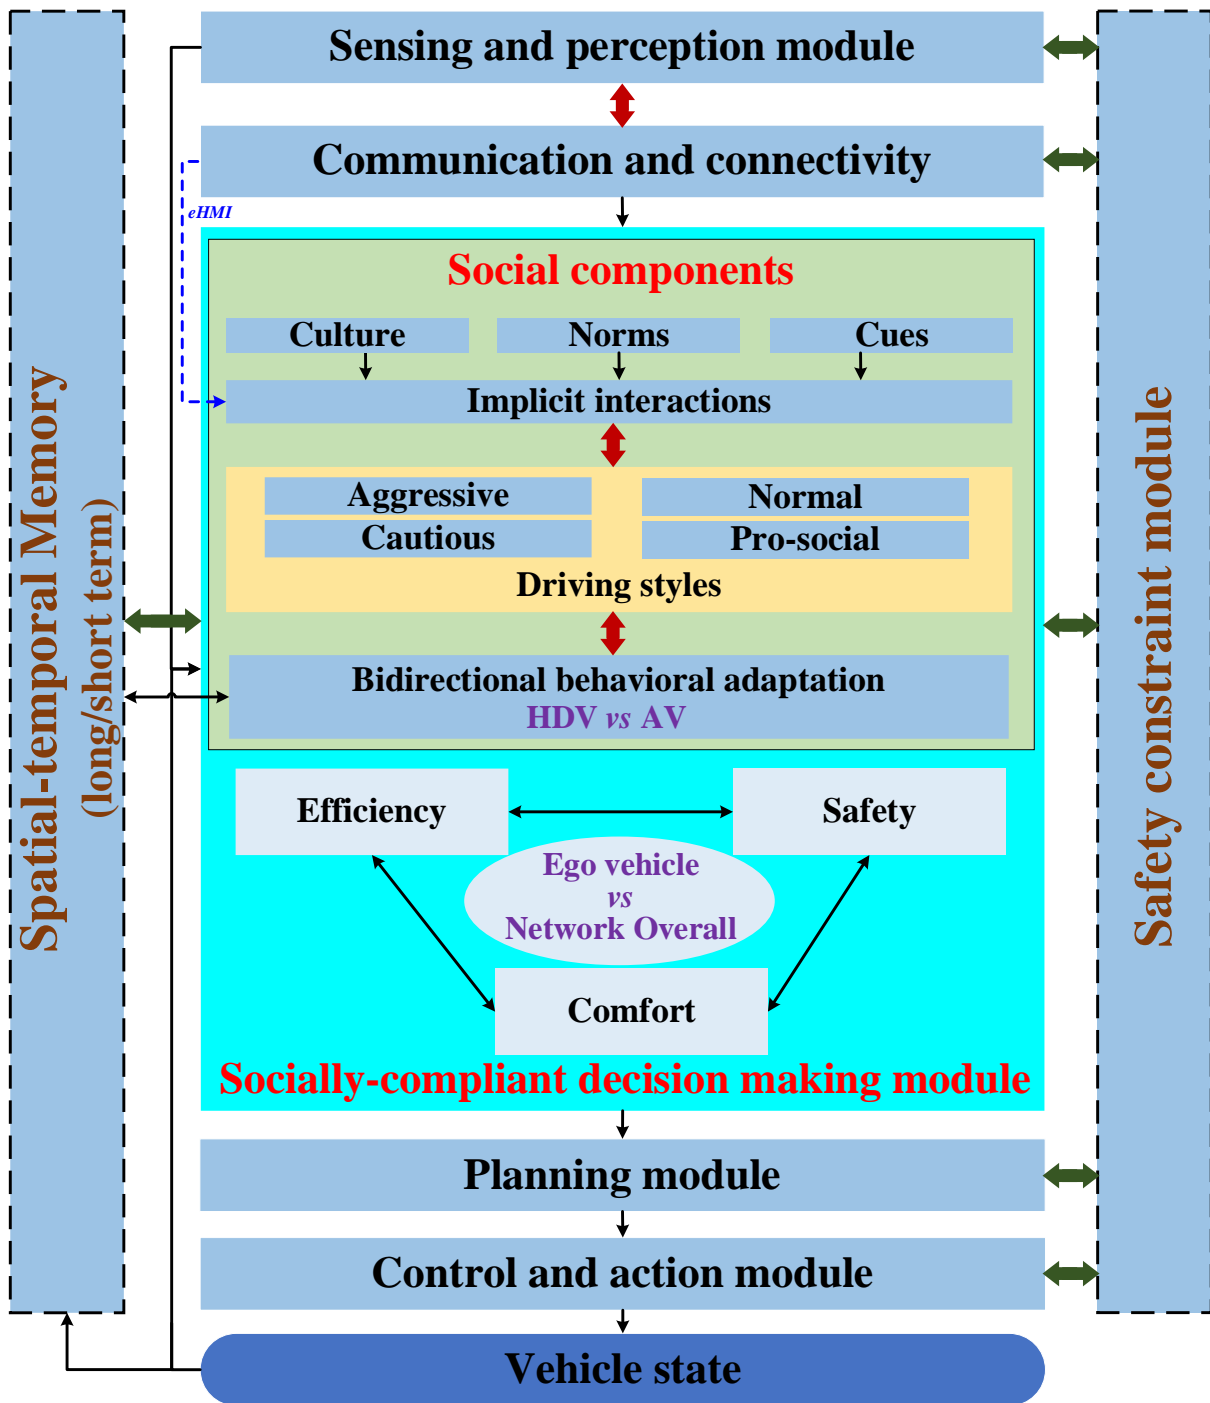 Sensing and perception module
Communication and connectivity
eHMI
Social components
Culture
Norms
Cues
Implicit interactions
Aggressive
Normal
Cautious
Pro-social
Driving styles
Bidirectional behavioral adaptation
HDV vs AV
Efficiency
Safety
Ego vehicle
vs
Network Overall
Comfort
Socially-compliant decision making module
Planning module
Control and action module
Vehicle state
Spatial-temporal Memory
(long/short term)
Safety constraint module